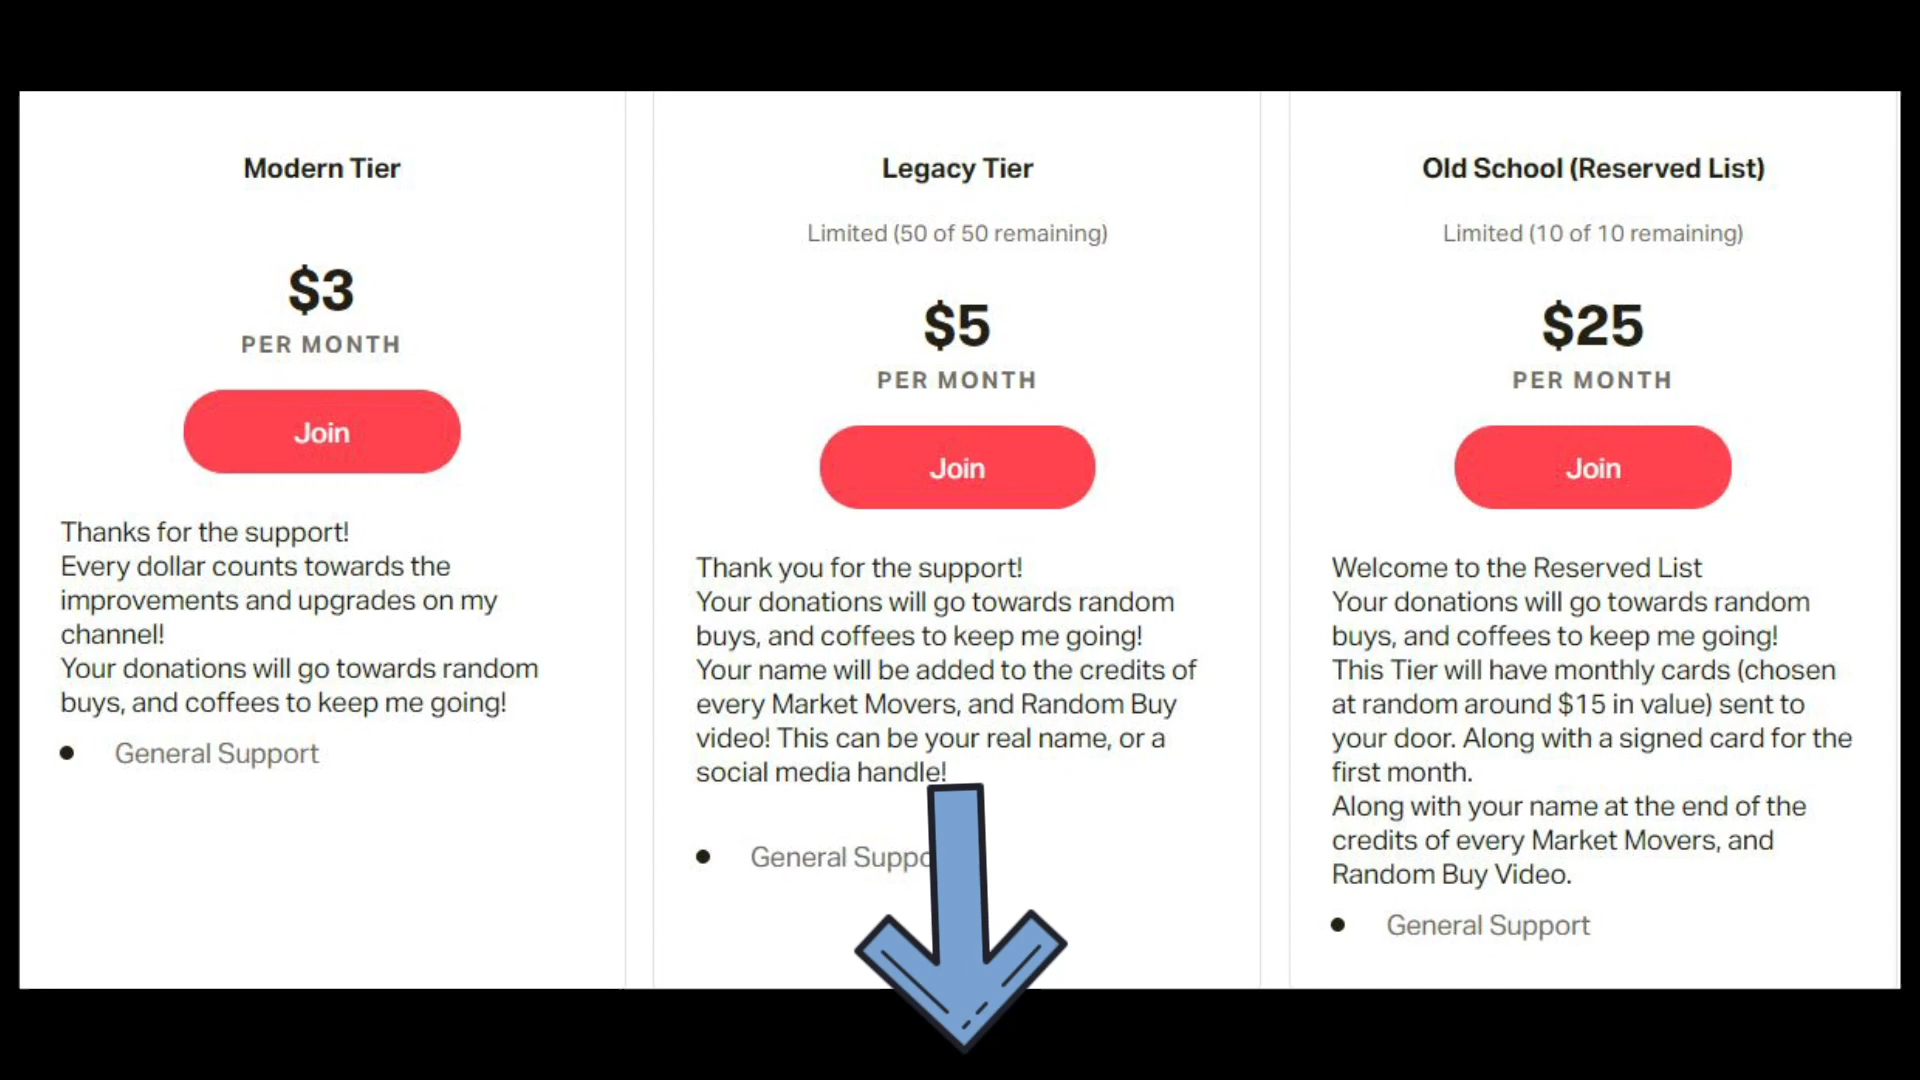 Modern Tier
$3
PER MONTH
Join
Thanks for the support!
Every dollar counts towards the
improvements and upgrades on my
channel!
Your donations will go towards random
buys, and coffees to keep me going!
General Support
Legacy Tier
Limited (50 of 50 remaining)
$5
PER MONTH
Join
Thank you for the support!
Your donations will go towards random
buys, and coffees to keep me going!
Your name will be added to the credits of
every Market Movers, and Random Buy
video! This can be your real name, or a
social media handle!
General
Old School (Reserved List)
Limited (10 of 10 remaining)
$25
PER MONTH
Join
Welcome to the Reserved List
Your donations will go towards random
buys, and coffees to keep me going!
This Tier will have monthly cards (chosen
at random around $15 in value) sent to
your door. Along with a signed card for the
first month.
Along with your name at the end of the
credits of every Market Movers, and
Random Buy Video.
General Support